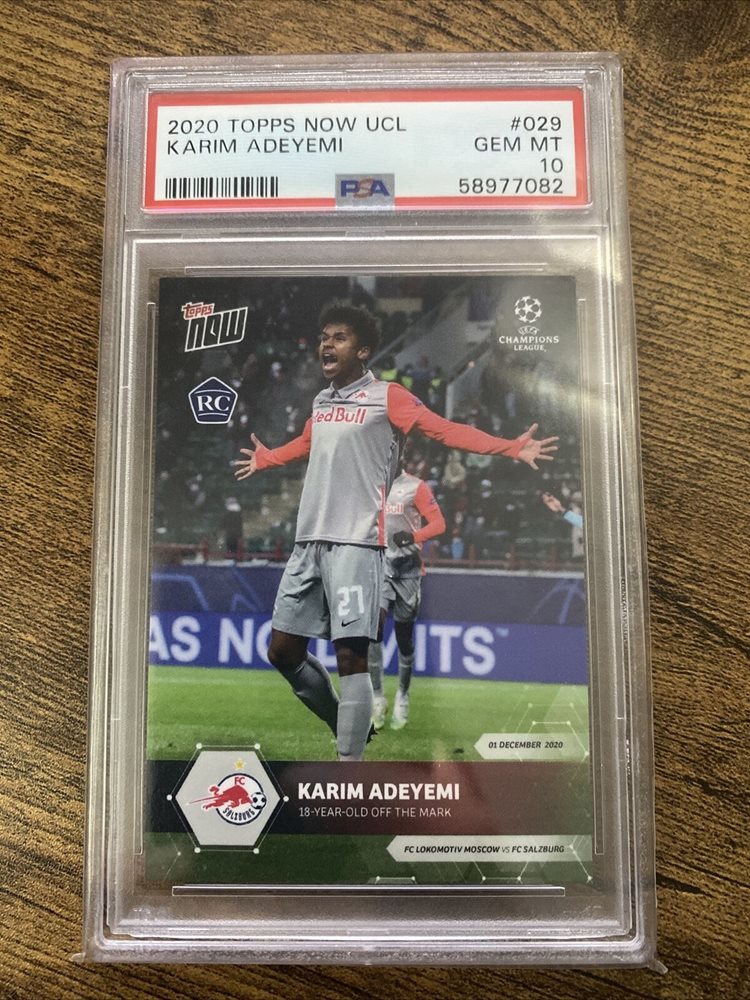 2020 TOPPS NOW UCL #029
KARIM ADEYEMI GEM MT
10
PSA 58977082
TOPPS
NOW
UEFA
CHAMPIONS
LEAGUE
RC
Red Bull
Bull
27
AS NO LIMITS
01 DECEMBER 2020
FC
SALZBURG
KARIM ADEYEMI
18-YEAR-OLD OFF THE MARK
FC LOKOMOTIV MOSCOW VS FC SALZBURG